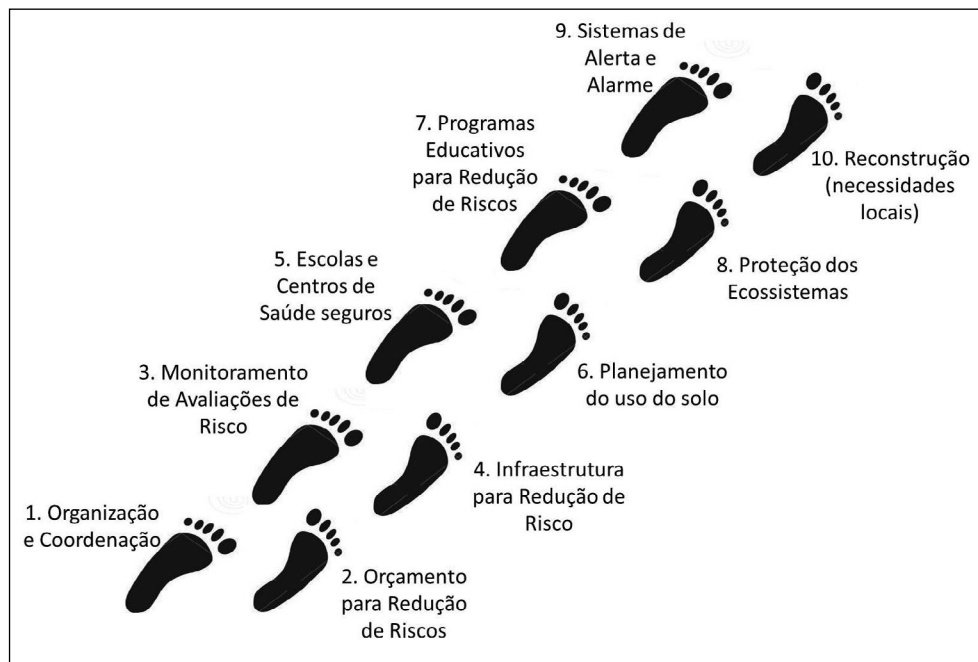 9. Sistemas de
Alerta e
Alarme
7. Programas
Educativos
para Redução
de Riscos
10. Reconstrução
(necessidades
locais)
5. Escolas e
Centros de
Saúde seguros
8. Proteção dos
Ecossistemas
3. Monitoramento
de Avaliações de
Risco
6. Planejamento
do uso do solo
4. Infraestrutura
para Redução de
Risco
1. Organização
e Coordenação
2. Orçamento
para Redução
de Riscos